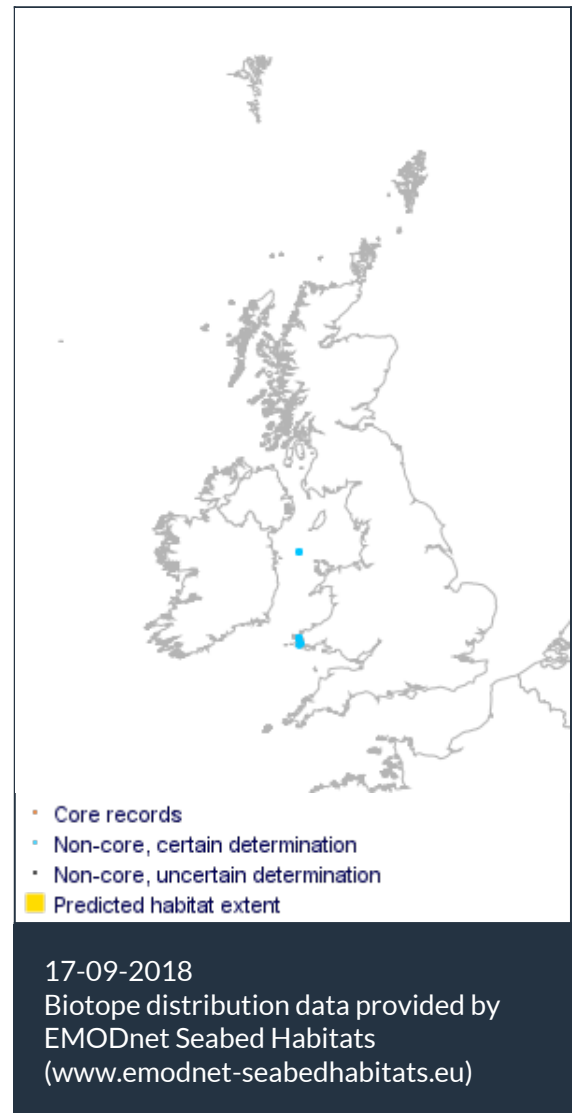 Core records
Non-core, certain determination
Non-core, uncertain determination
Predicted habitat extent
17-09-2018
Biotope distribution data provided by
EMODnet Seabed Habitats
(www.emodnet-seabedhabitats.eu)